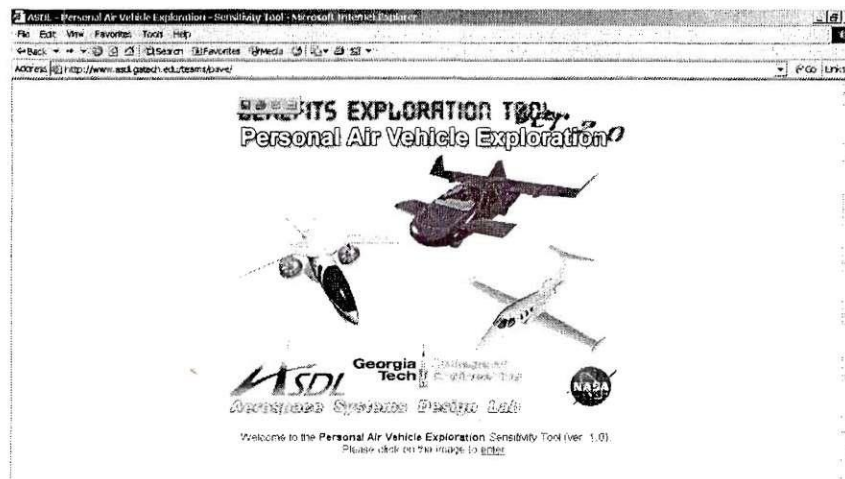 ASDL - Personal Air Vehicle Exploration - Sensitivity Tool - Microsoft Internet Explorer
File Edit View Favorites Tools Help
Back Search Favorites Media
Address http://www.asdl.gatech.edu/teams/pave/ Go Links
BENEFITS EXPLORATION TOOL
Personal Air Vehicle Exploration
Georgia
Tech
ASDL
NASA
Aerospace Systems Design Lab
Welcome to the Personal Air Vehicle Exploration Sensitivity Tool (ver. 1.0).
Please click on the image to enter